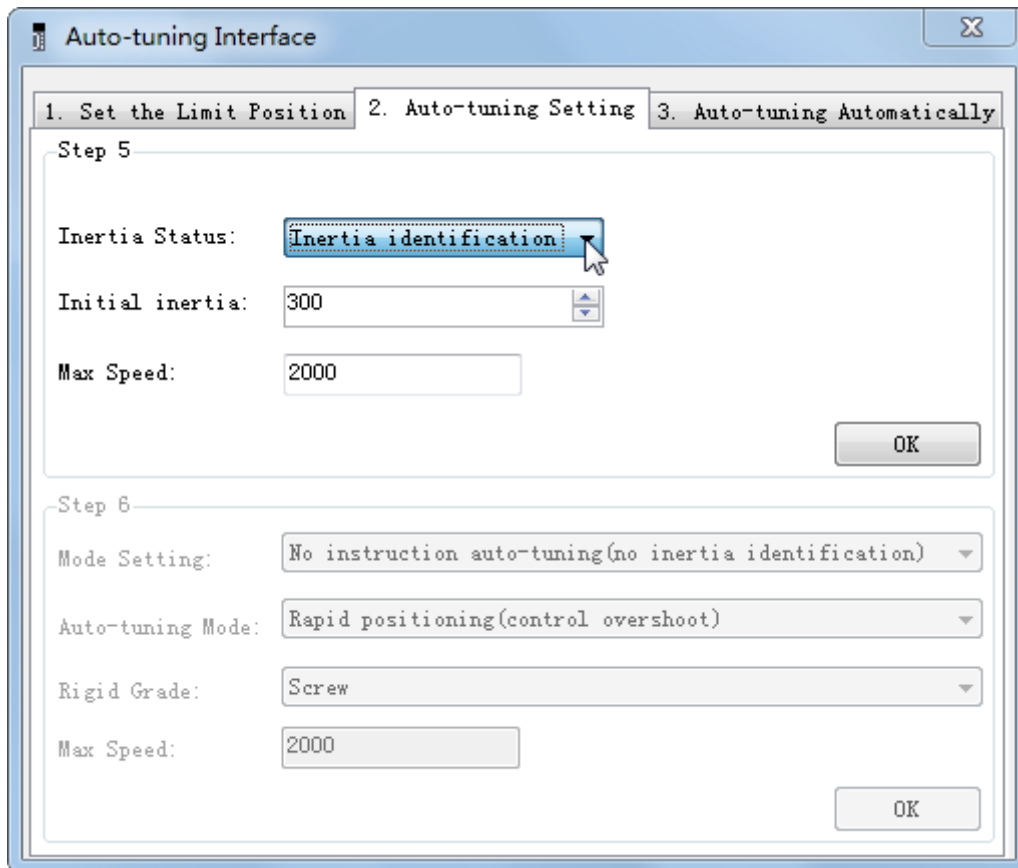 Auto-tuning Interface
1. Set the Limit Position 2. Auto-tuning Setting 3. Auto-tuning Automatically
Step 5
Inertia Status: Inertia identification
Initial inertia: 300
Max Speed: 2000
OK
Step 6
Mode Setting: No instruction auto-tuning(no inertia identification)
Auto-tuning Mode: Rapid positioning(control overshoot)
Rigid Grade: Screw
Max Speed: 2000
OK